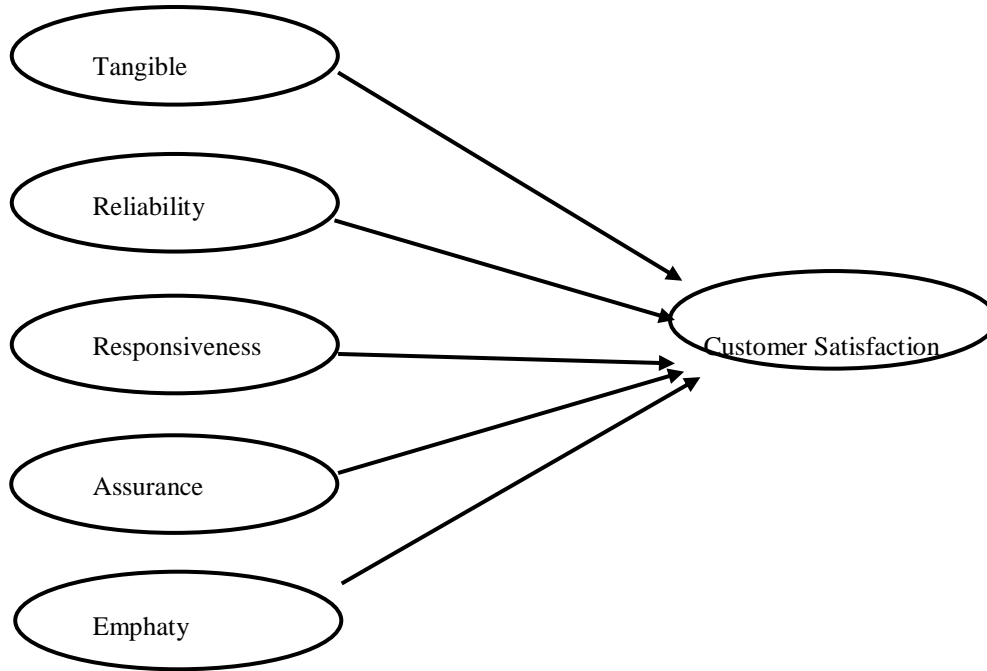 Tangible
Reliability
Responsiveness
Customer Satisfaction
Assurance
Emphaty